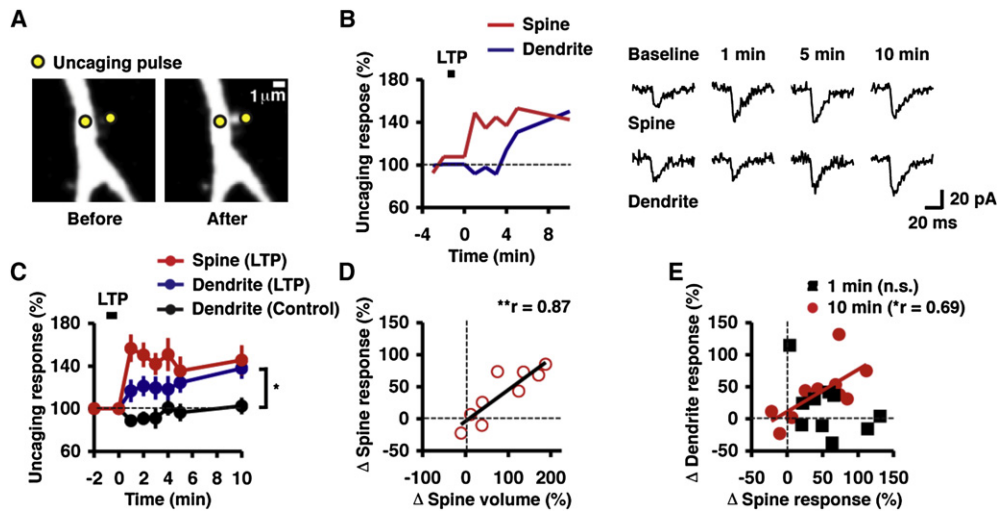 A
Uncaging pulse
1 μm
Before
After
B
Spine
Dendrite
LTP
Uncaging response (%)
180
140
100
60
-4
0
4
8
Time (min)
Baseline
1 min
5 min
10 min
Spine
Dendrite
20 pA
20 ms
C
Spine (LTP)
Dendrite (LTP)
Dendrite (Control)
LTP
Uncaging response (%)
180
140
100
60
*
-2
0
2
4
6
8
10
Time (min)
D
**r = 0.87
Δ Spine response (%)
150
100
50
0
-50
0
100
200
Δ Spine volume (%)
E
1 min (n.s.)
10 min (*r = 0.69)
Δ Dendrite response (%)
150
100
50
0
-50
-50
0
50
100
150
Δ Spine response (%)